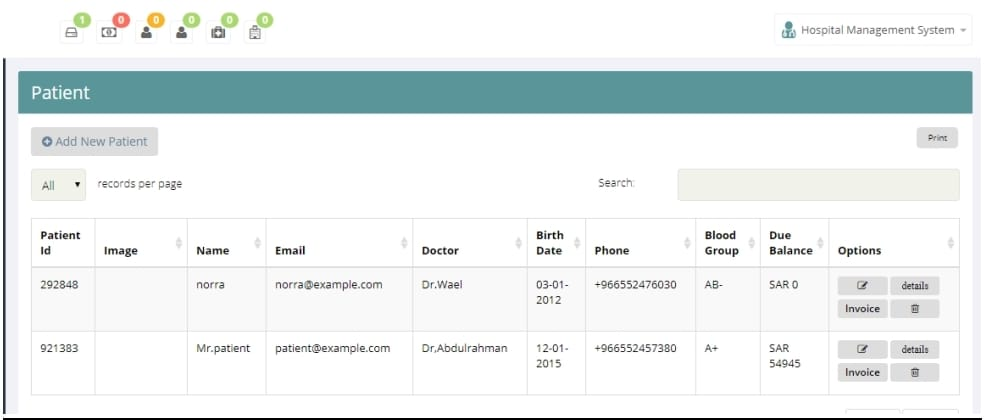 1 0 0 0 0 0
Hospital Management System
Patient
Add New Patient
Print
All records per page Search:
Patient Id Image Name Email Doctor Birth Date Phone Blood Group Due Balance Options
292848 norra norra@example.com Dr.Wael 03-01-2012 +966552476030 AB- SAR 0 details
Invoice
921383 Mr.patient patient@example.com Dr,Abdulrahman 12-01-2015 +966552457380 A+ SAR 54945 details
Invoice